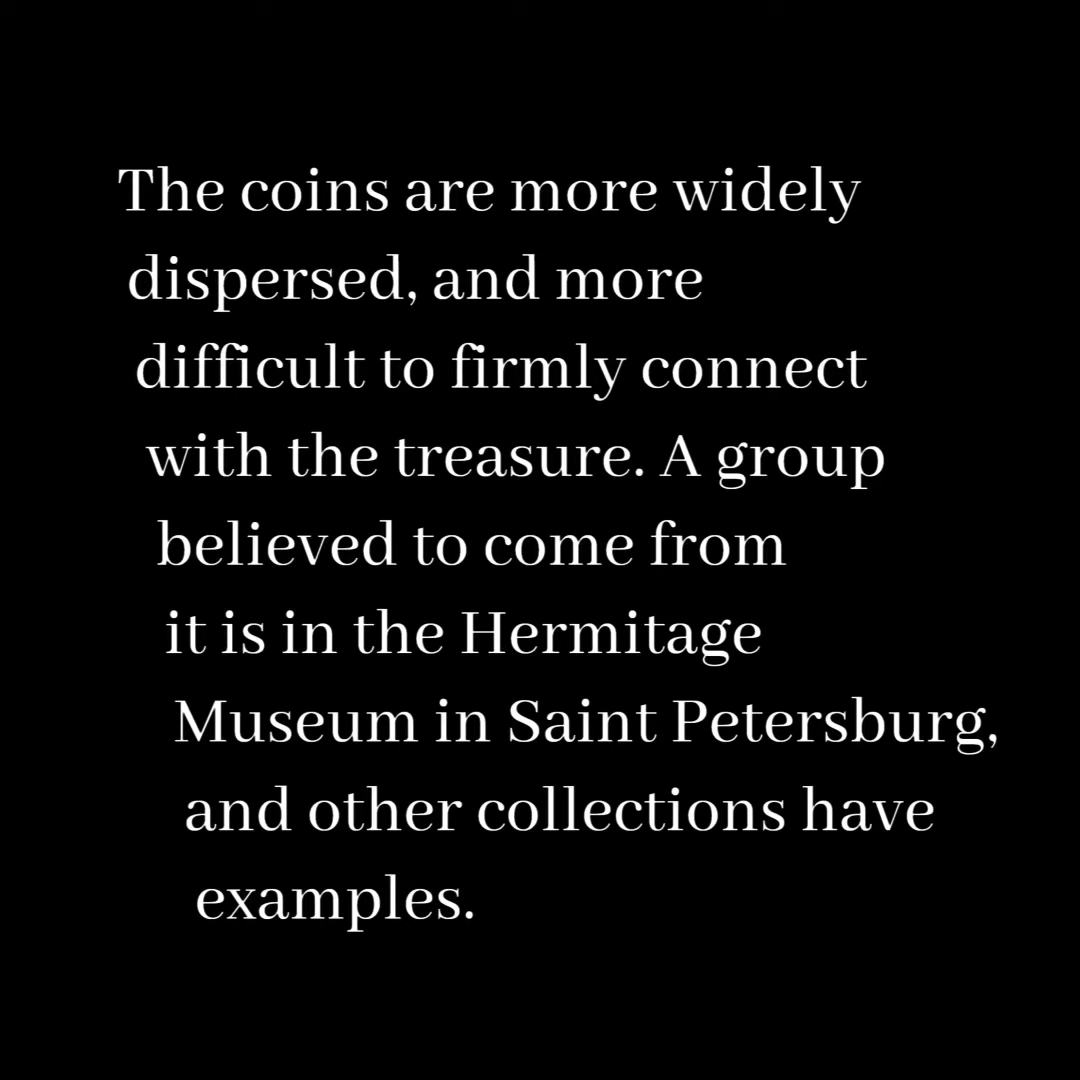 The coins are more widely
dispersed, and more
difficult to firmly connect
with the treasure. A group
believed to come from
it is in the Hermitage
Museum in Saint Petersburg,
and other collections have
examples.